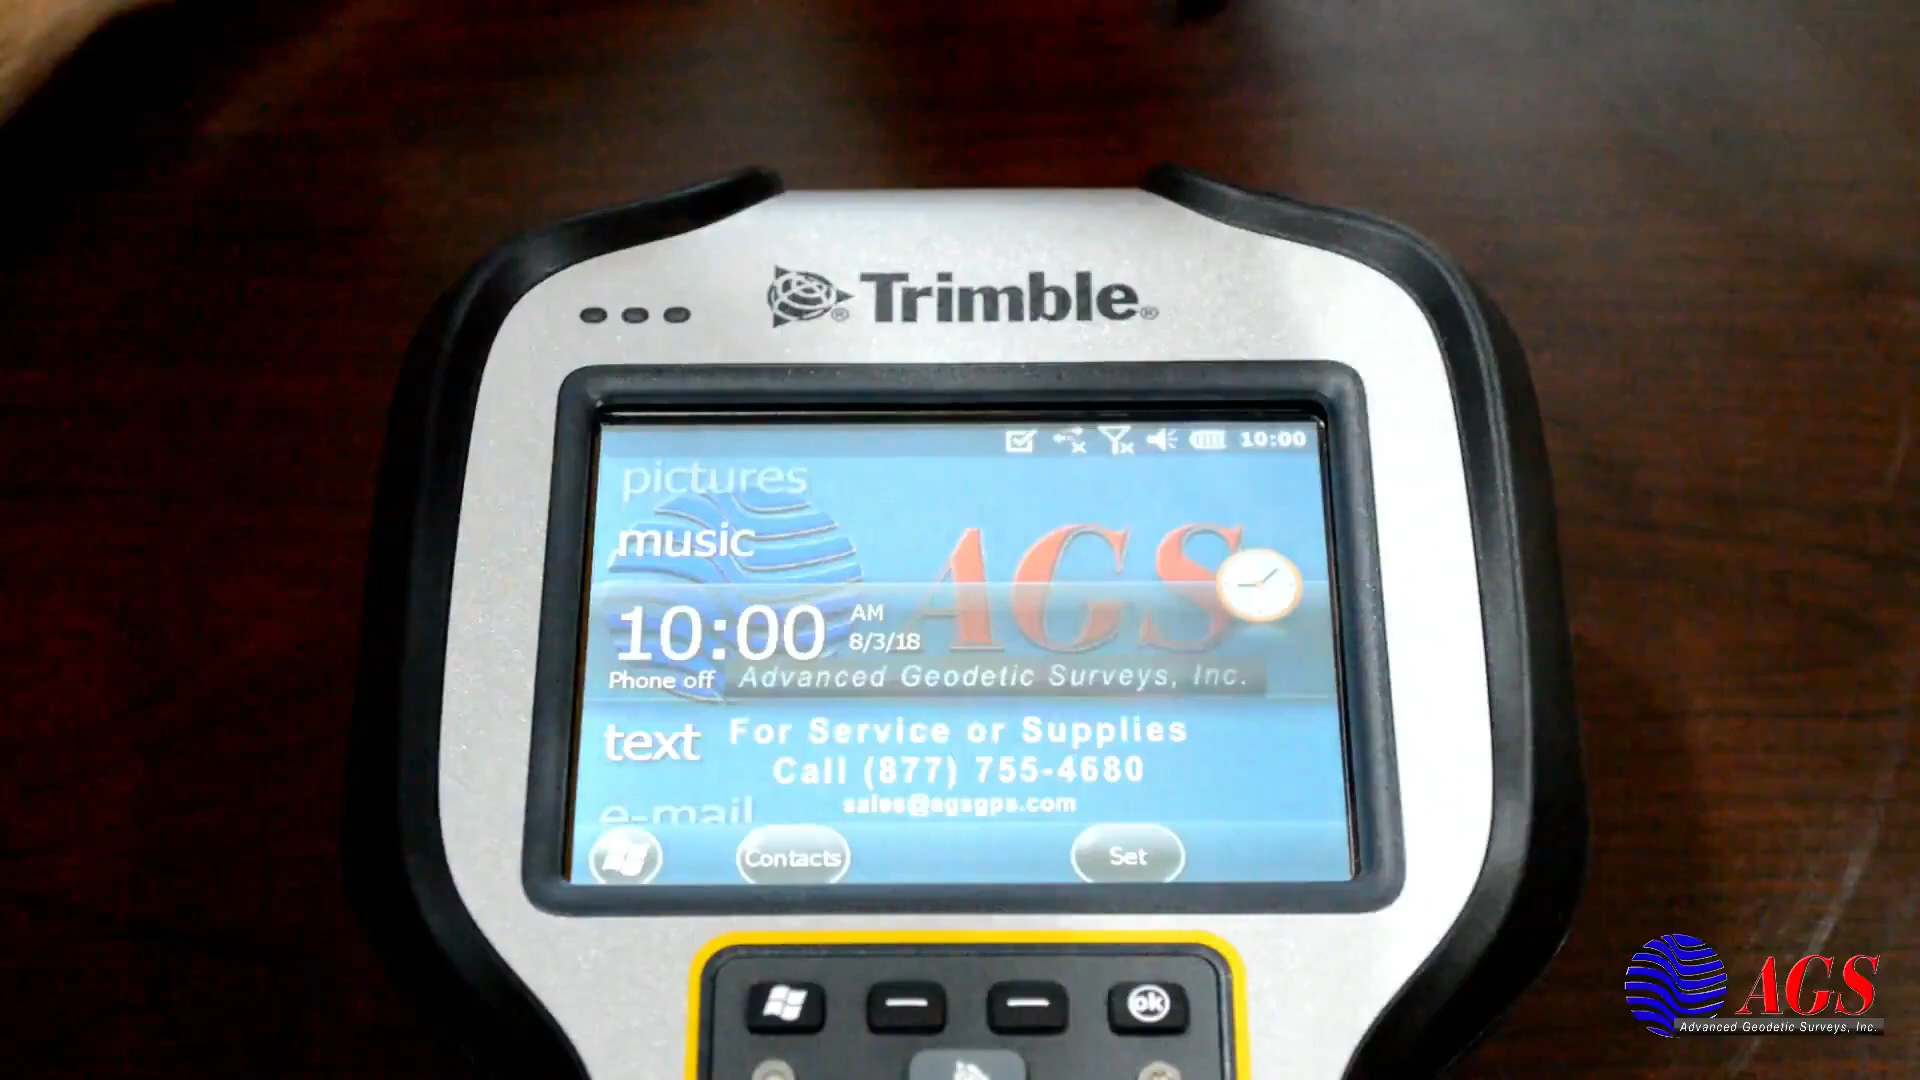 Trimble®
10:00
pictures
music
AGS
10:00 AM
8/3/18
Phone off
Advanced Geodetic Surveys, Inc.
text
For Service or Supplies
Call (877) 755-4680
e-mail
sales@agsgps.com
Contacts
Set
ok
AGS
Advanced Geodetic Surveys, Inc.